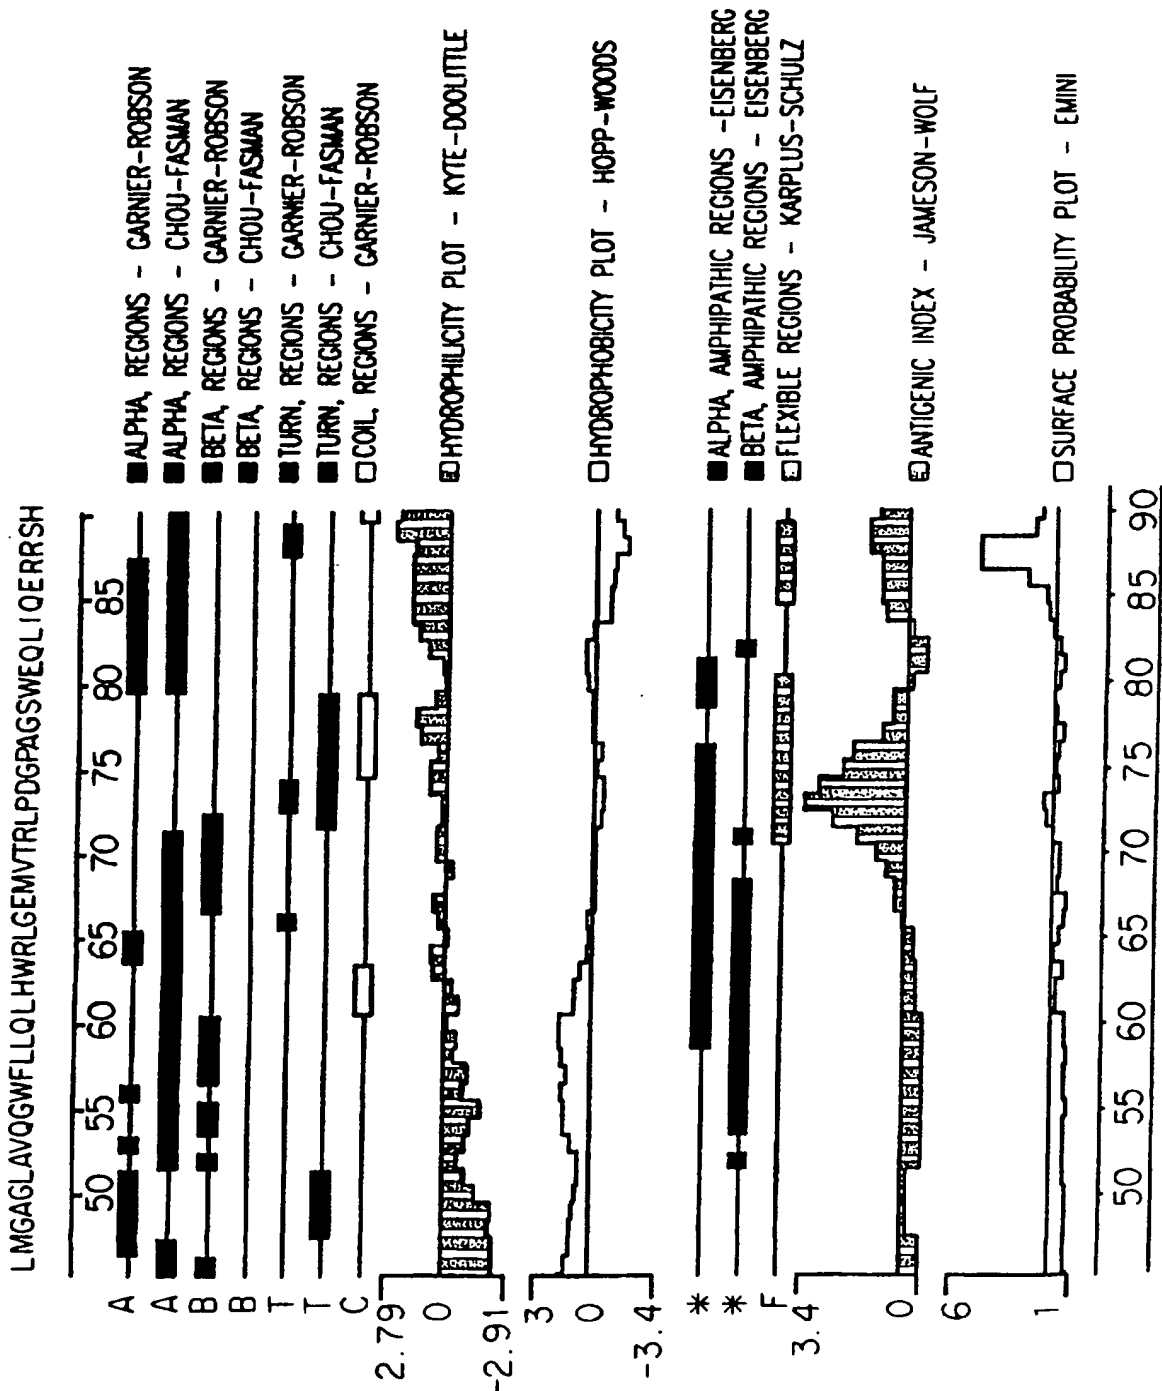 LMGAGLAVQGWFLLQLHWRLGEMVTRLPDGPAGSWEQLIQERRSH
50 55 60 65 70 75 80 85
A ALPHA, REGIONS - GARNIER-ROBSON
A ALPHA, REGIONS - CHOU-FASMAN
B BETA, REGIONS - GARNIER-ROBSON
B BETA, REGIONS - CHOU-FASMAN
T TURN, REGIONS - GARNIER-ROBSON
T TURN, REGIONS - CHOU-FASMAN
C COIL, REGIONS - GARNIER-ROBSON
2.79
0 HYDROPHILICITY PLOT - KYTE-DOOLITTLE
-2.91
3
0 HYDROPHOBICITY PLOT - HOPP-WOODS
-3.4
* ALPHA, AMPHIPATHIC REGIONS -EISENBERG
* BETA, AMPHIPATHIC REGIONS - EISENBERG
F FLEXIBLE REGIONS - KARPLUS-SCHULZ
3.4
0 ANTIGENIC INDEX - JAMESON-WOLF
6
1 SURFACE PROBABILITY PLOT - EMINI
50 55 60 65 70 75 80 85 90